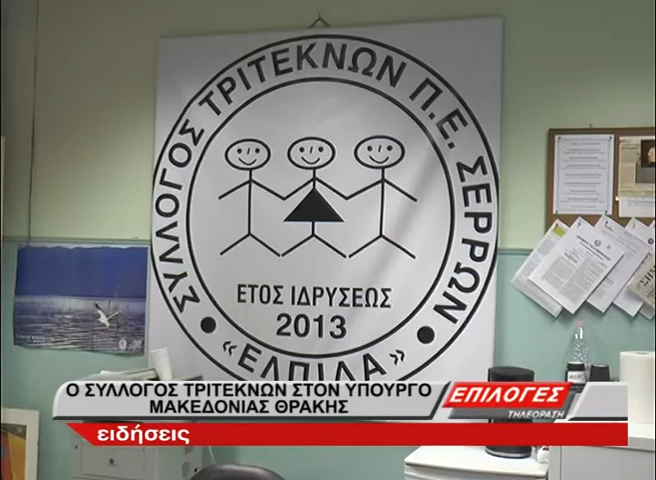 ΣΥΛΛΟΓΟΣ ΤΡΙΤΕΚΝΩΝ Π.Ε. ΣΕΡΡΩΝ
ΕΤΟΣ ΙΔΡΥΣΕΩΣ
2013
«ΕΛΠΙΔΑ»
Ο ΣΥΛΛΟΓΟΣ ΤΡΙΤΕΚΝΩΝ ΣΤΟΝ ΥΠΟΥΡΓΟ
ΜΑΚΕΔΟΝΙΑΣ ΘΡΑΚΗΣ
ΕΠΙΛΟΓΕΣ
ΤΗΛΕΟΡΑΣΗ
ειδήσεις